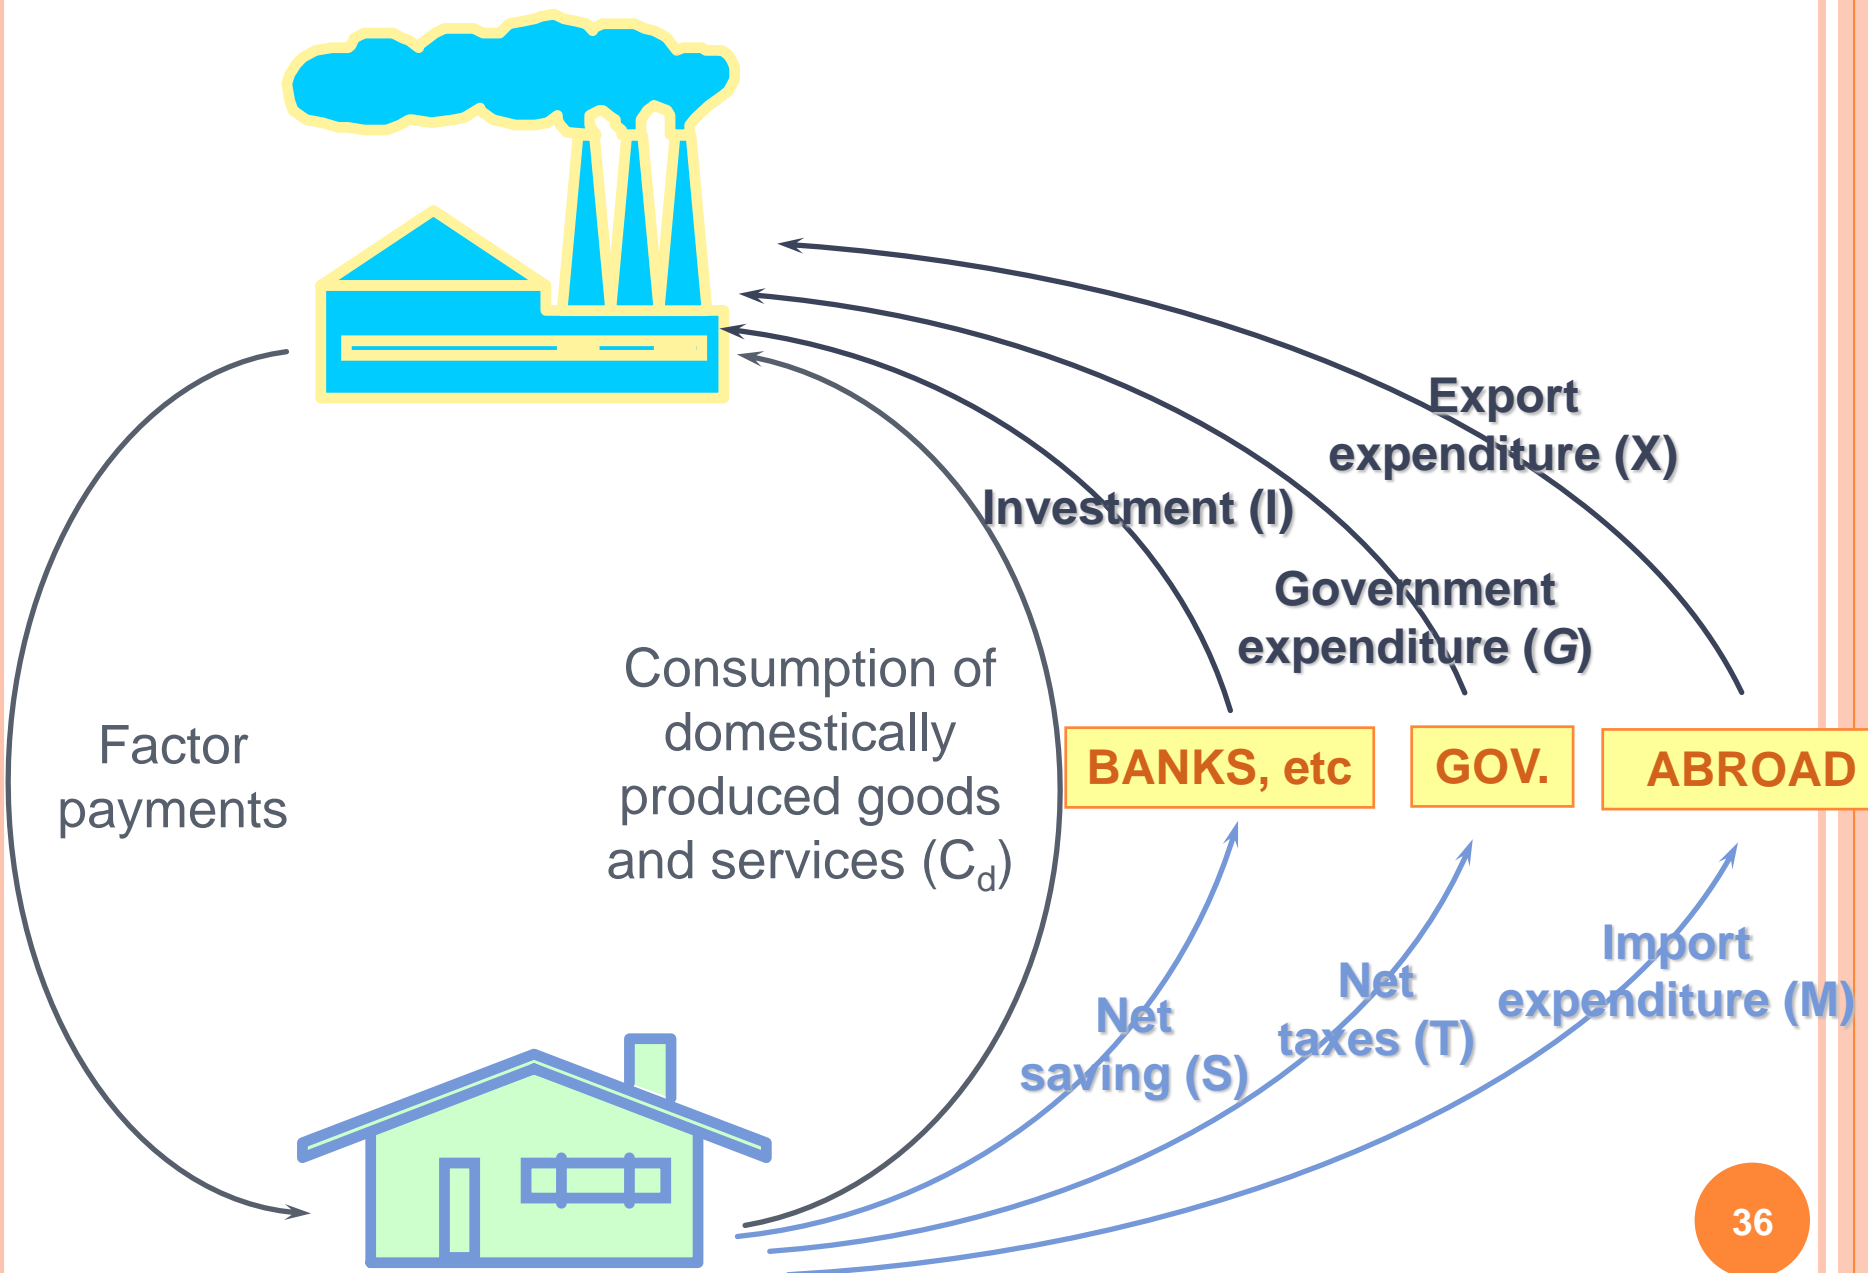 Export
expenditure (X)
Investment (I)
Government
expenditure (G)
Consumption of
domestically
produced goods
and services (Cd)
Factor
payments
BANKS, etc
GOV.
ABROAD
Import
expenditure (M)
Net
taxes (T)
Net
saving (S)
36